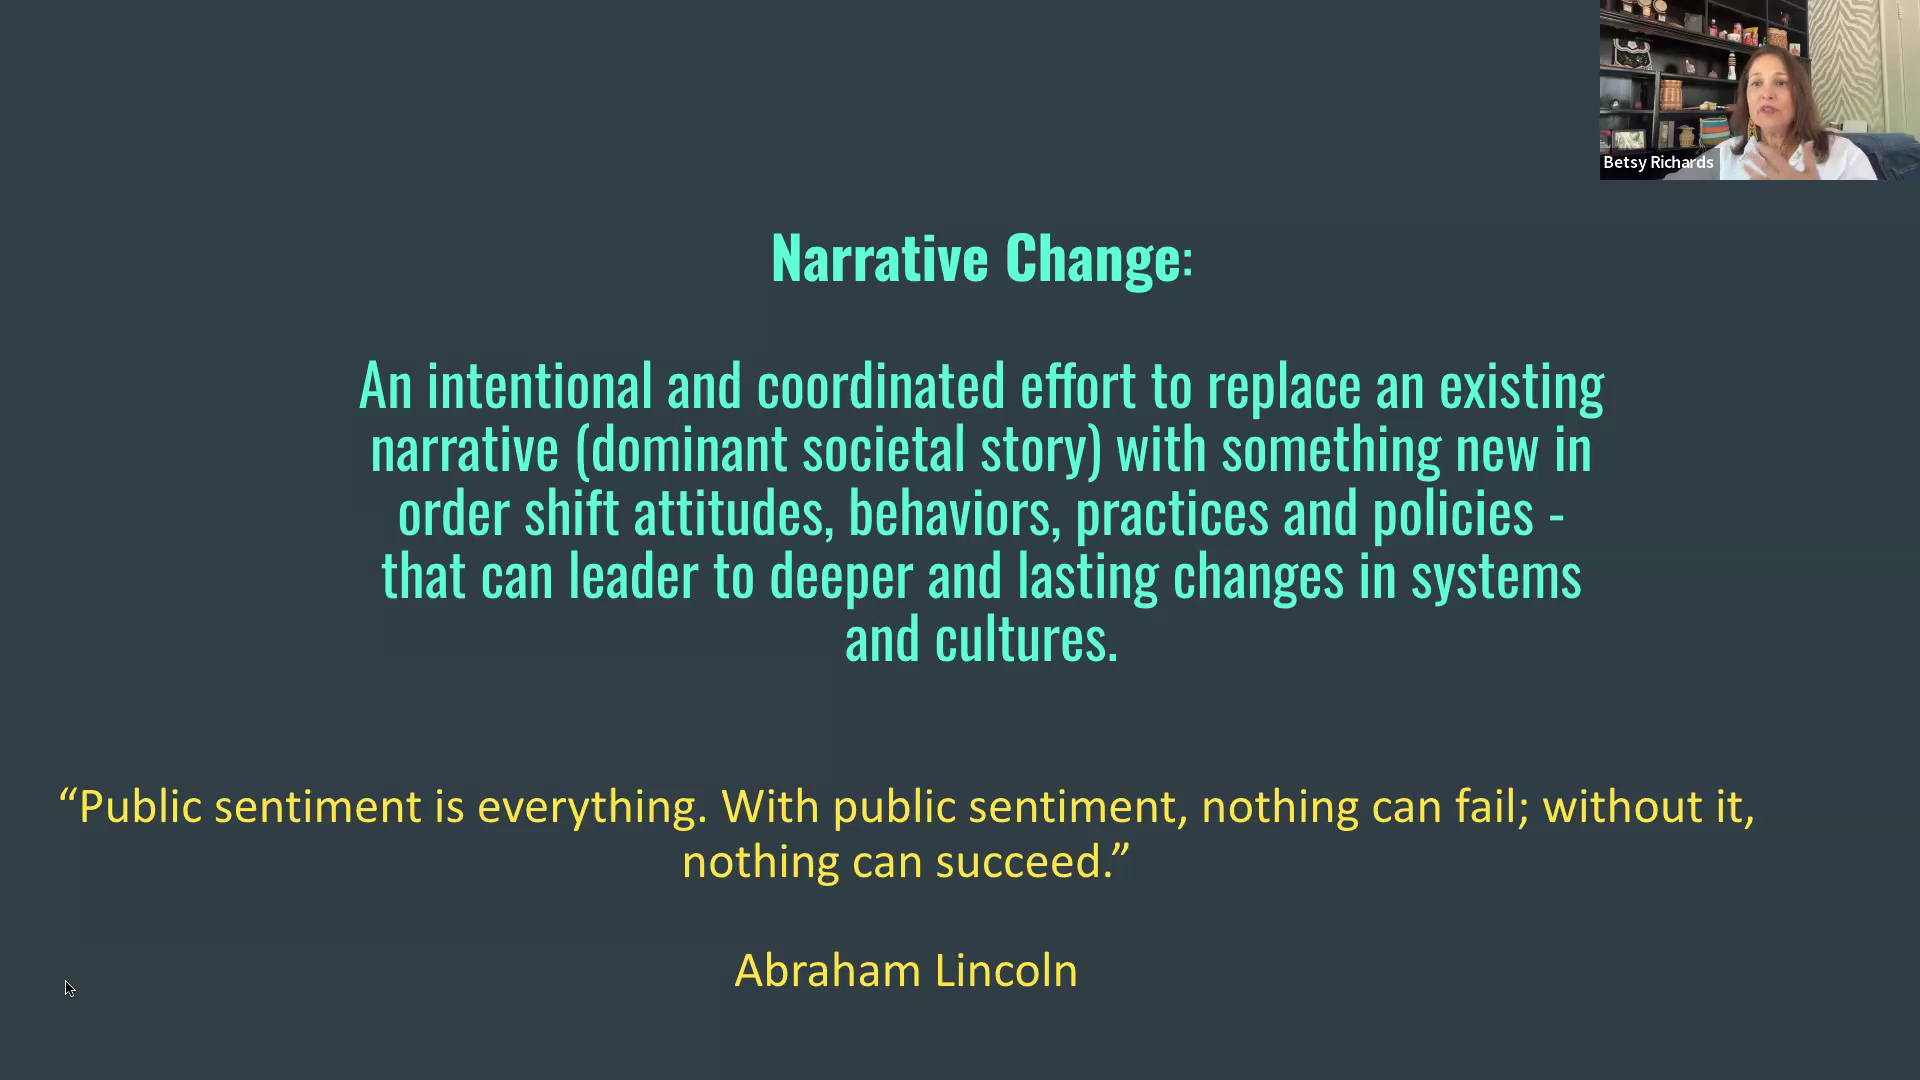 Betsy Richards
Narrative Change:
An intentional and coordinated effort to replace an existing
narrative (dominant societal story) with something new in
order shift attitudes, behaviors, practices and policies -
that can leader to deeper and lasting changes in systems
and cultures.
“Public sentiment is everything. With public sentiment, nothing can fail; without it,
nothing can succeed.”
Abraham Lincoln